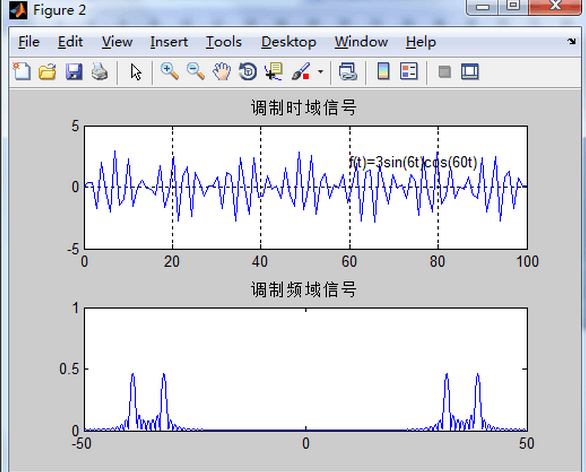 Figure 2
File Edit View Insert Tools Desktop Window Help
调制时域信号
5
f(t)=3sin(6t)cos(60t)
0
-5
0 20 40 60 80 100
调制频域信号
1
0.5
0
-50 0 50